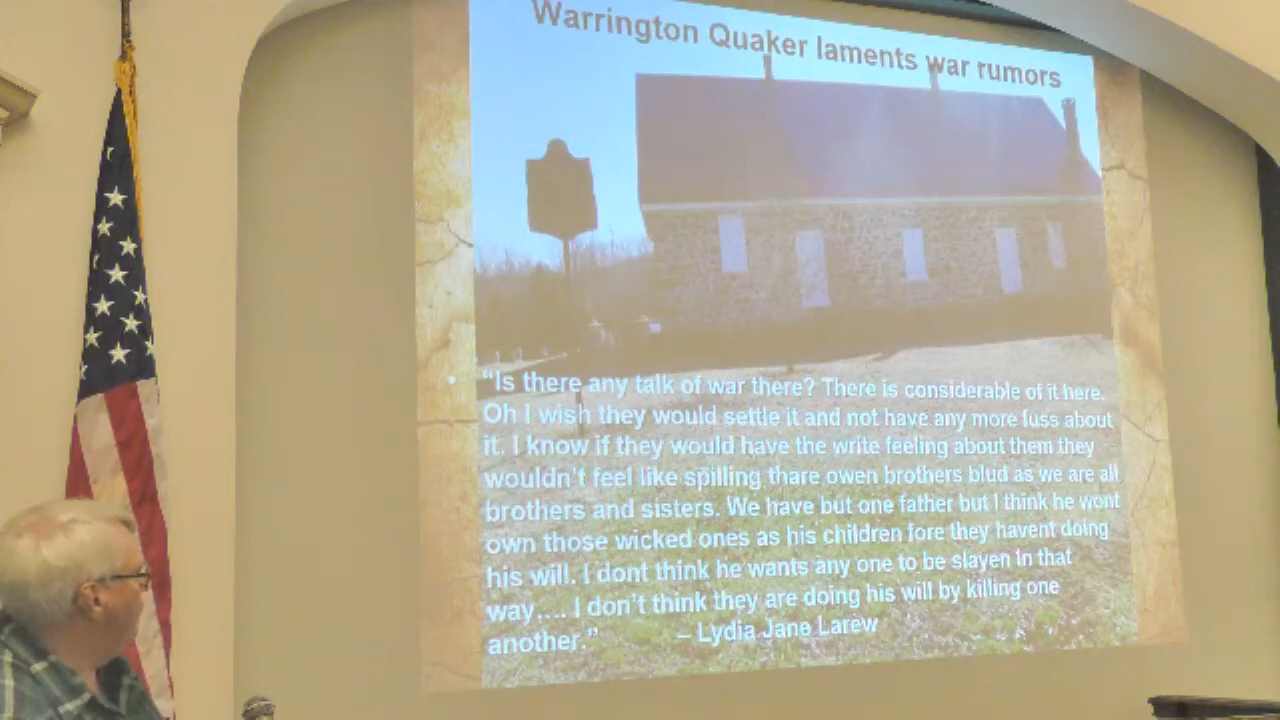 Warrington Quaker laments war rumors
• “Is there any talk of war there? There is considerable of it here.
Oh I wish they would settle it and not have any more fuss about
it. I know if they would have the write feeling about them they
wouldn’t feel like spilling thare owen brothers blud as we are all
brothers and sisters. We have but one father but I think he wont
own those wicked ones as his children fore they havent doing
his will. I dont think he wants any one to be slayen in that
way…. I don’t think they are doing his will by killing one
another.” – Lydia Jane Larew